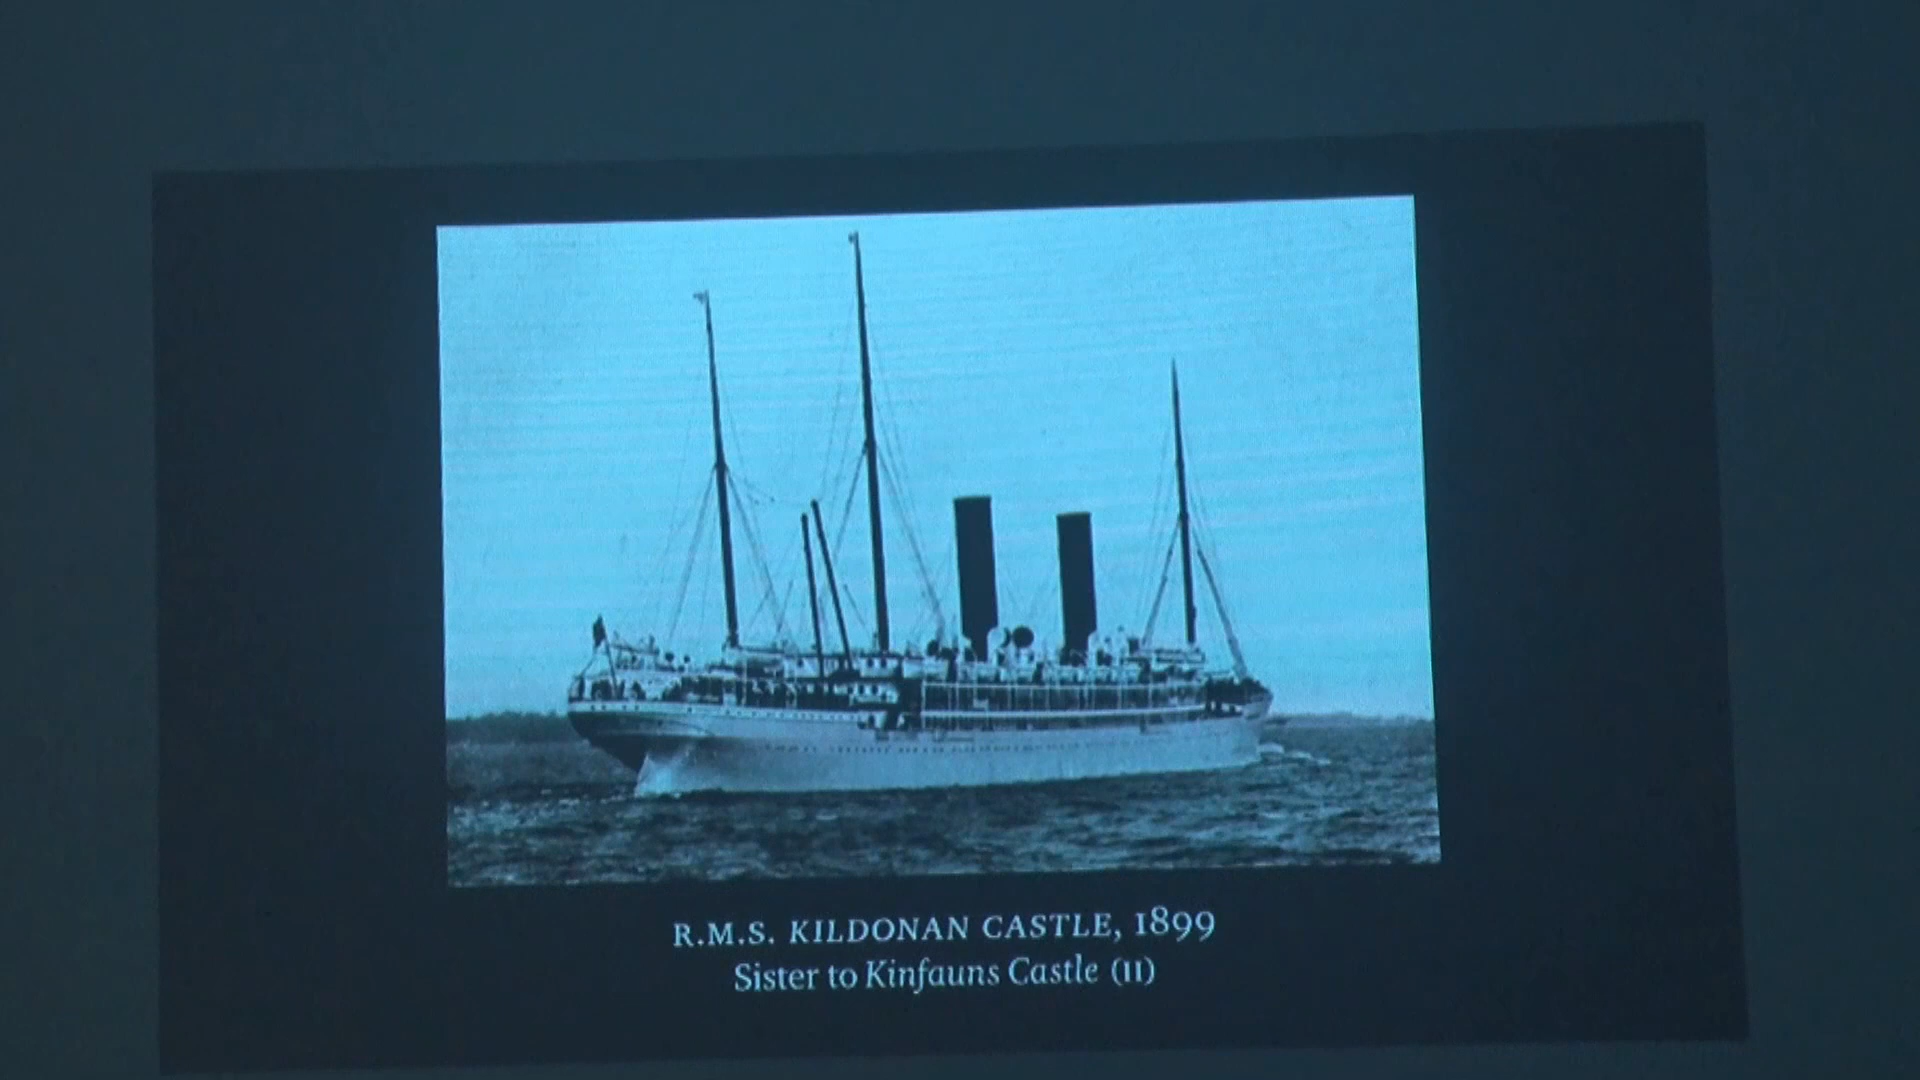 R.M.S. KILDONAN CASTLE, 1899
Sister to Kinfauns Castle (II)